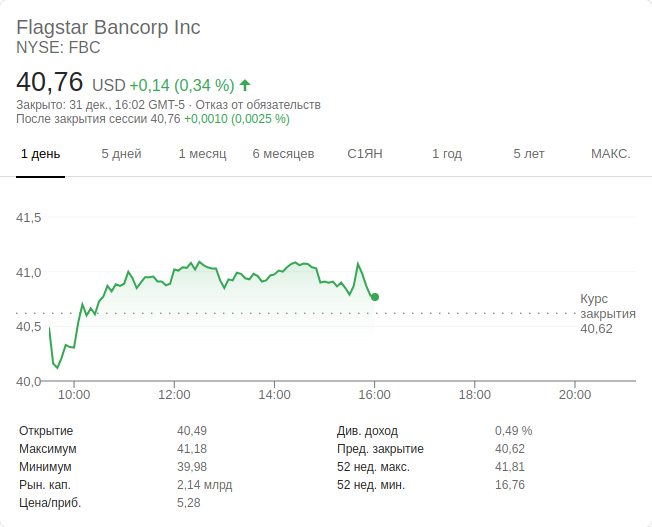 Flagstar Bancorp Inc
NYSE: FBC
40,76 USD +0,14 (0,34 %)
Закрыто: 31 дек., 16:02 GMT-5 · Отказ от обязательств
После закрытия сессии 40,76 +0,0010 (0,0025 %)
1 день 5 дней 1 месяц 6 месяцев С1ЯН 1 год 5 лет МАКС.
41,5
41,0
40,5
40,0
Курс
закрытия
40,62
10:00 12:00 14:00 16:00 18:00 20:00
Открытие 40,49 Див. доход 0,49 %
Максимум 41,18 Пред. закрытие 40,62
Минимум 39,98 52 нед. макс. 41,81
Рын. кап. 2,14 млрд 52 нед. мин. 16,76
Цена/приб. 5,28